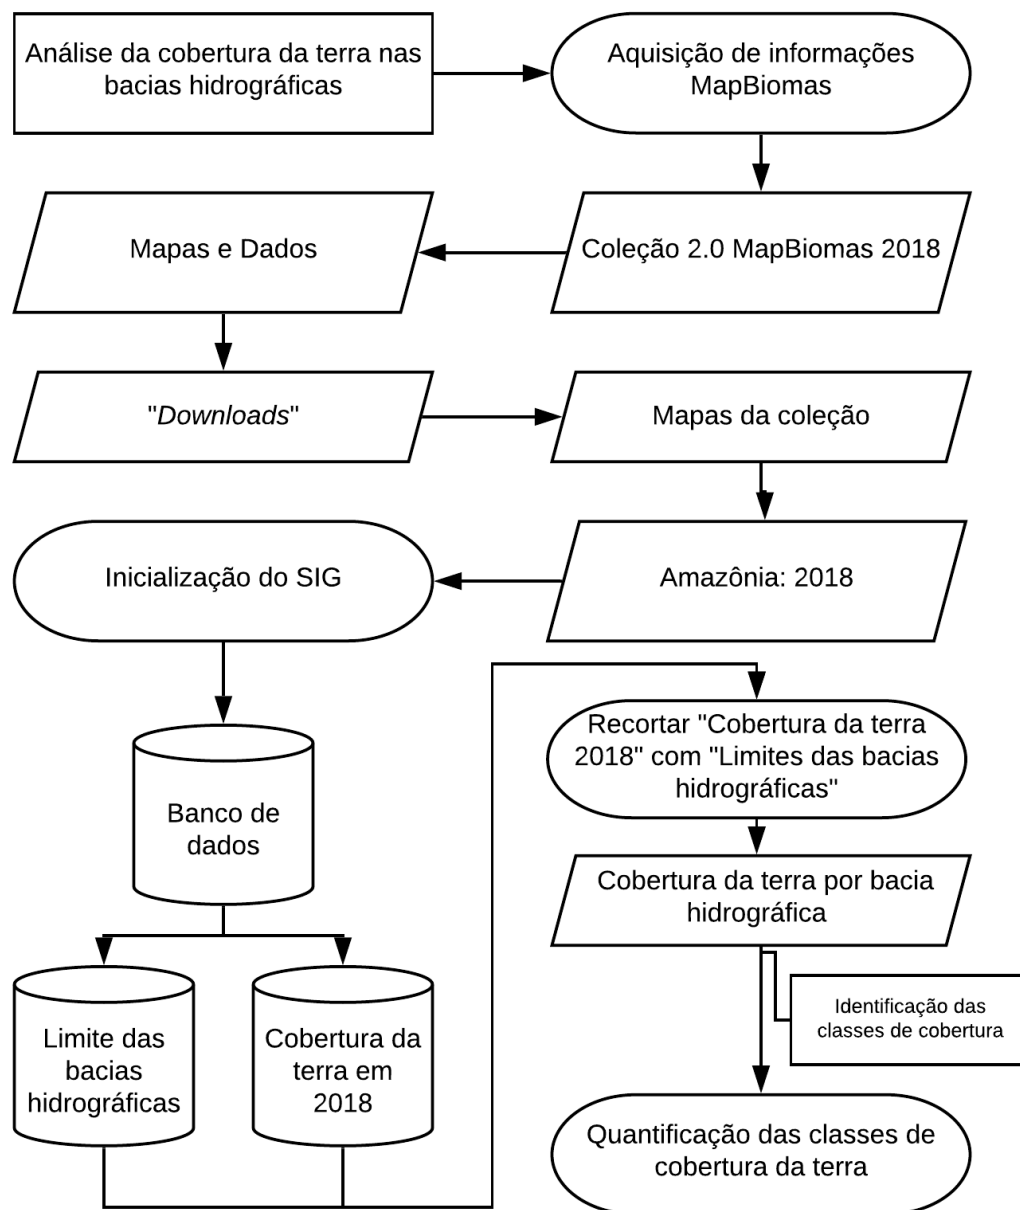 Análise da cobertura da terra nas
bacias hidrográficas
Aquisição de informações
MapBiomas
Coleção 2.0 MapBiomas 2018
Mapas e Dados
"Downloads"
Mapas da coleção
Amazônia: 2018
Inicialização do SIG
Banco de
dados
Limite das
bacias
hidrográficas
Cobertura da
terra em
2018
Recortar "Cobertura da terra
2018" com "Limites das bacias
hidrográficas"
Cobertura da terra por bacia
hidrográfica
Identificação das
classes de cobertura
Quantificação das classes de
cobertura da terra